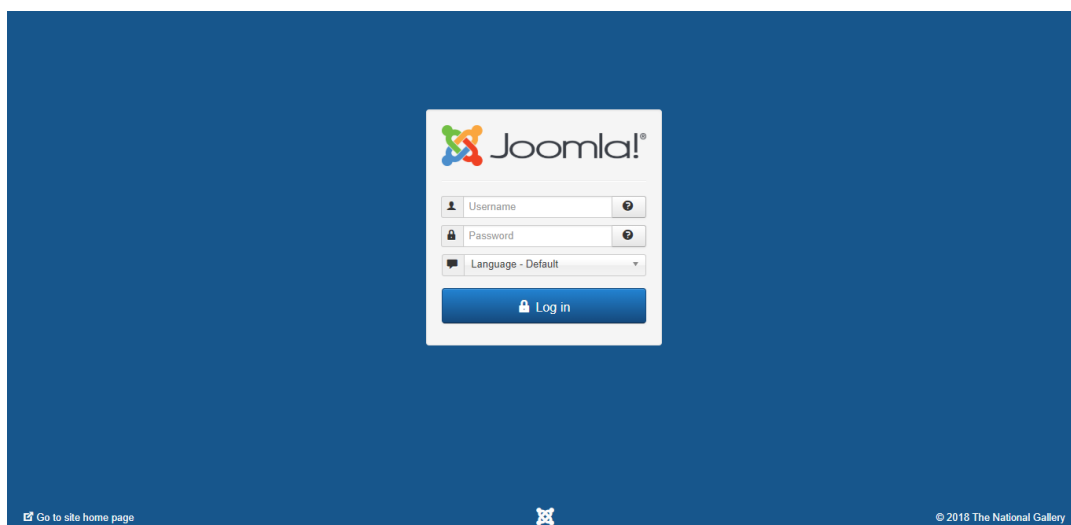 Joomla!®
Username
Password
Language - Default
Log in
Go to site home page
© 2018 The National Gallery